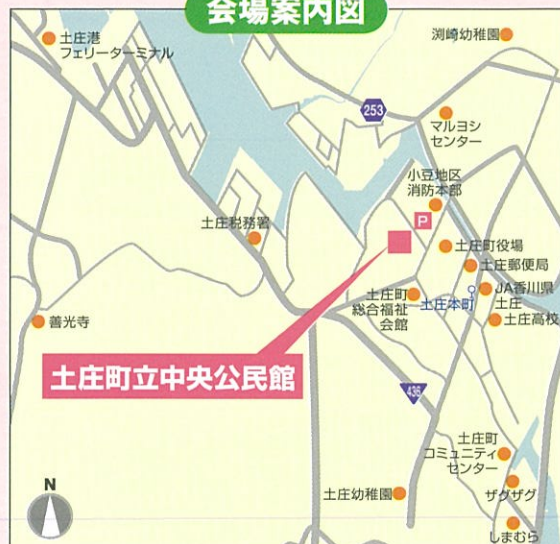 会場案内図
土庄港
フェリーターミナル
渕崎幼稚園
253
マルヨシ
センター
小豆地区
消防本部
P
土庄税務署
土庄町役場
土庄郵便局
JA香川県
土庄
土庄本町
土庄町
総合福祉
会館
土庄高校
善光寺
土庄町立中央公民館
436
土庄町
コミュニティ
センター
土庄幼稚園
ザグザグ
しまむら
N